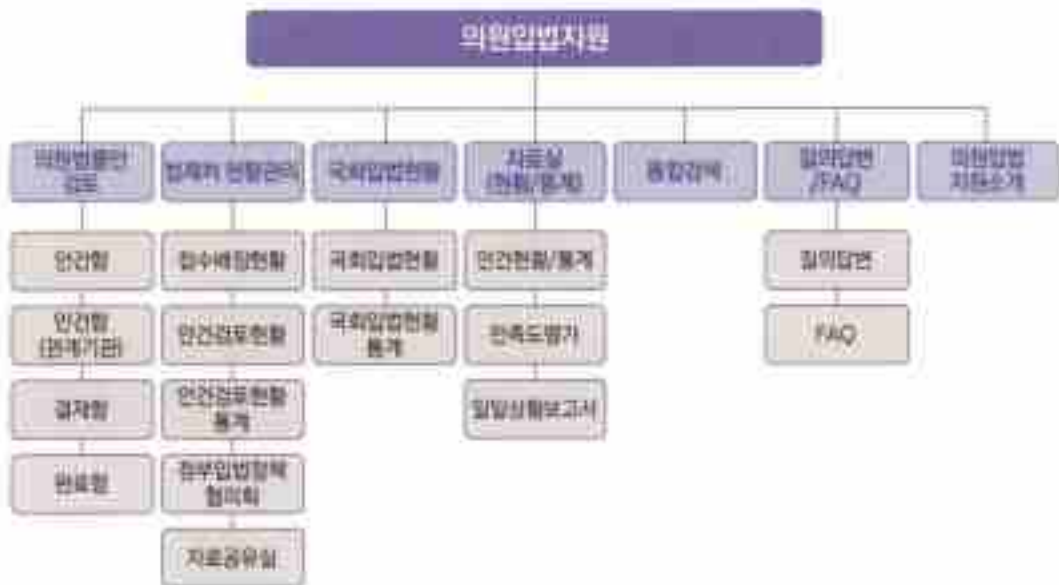 의원입법지원
의원법률안
검토
법제처 현황관리
국회입법현황
자료실
(현황/통계)
통합검색
질의답변
/FAQ
의원입법
지원소개
안건함
접수배정현황
국회입법현황
안건현황/통계
질의답변
안건함
(관계기관)
안건검토현황
국회입법현황
통계
만족도평가
FAQ
결재함
안건검토현황
통계
일일상황보고서
완료함
정부입법정책
협의회
자료공유실